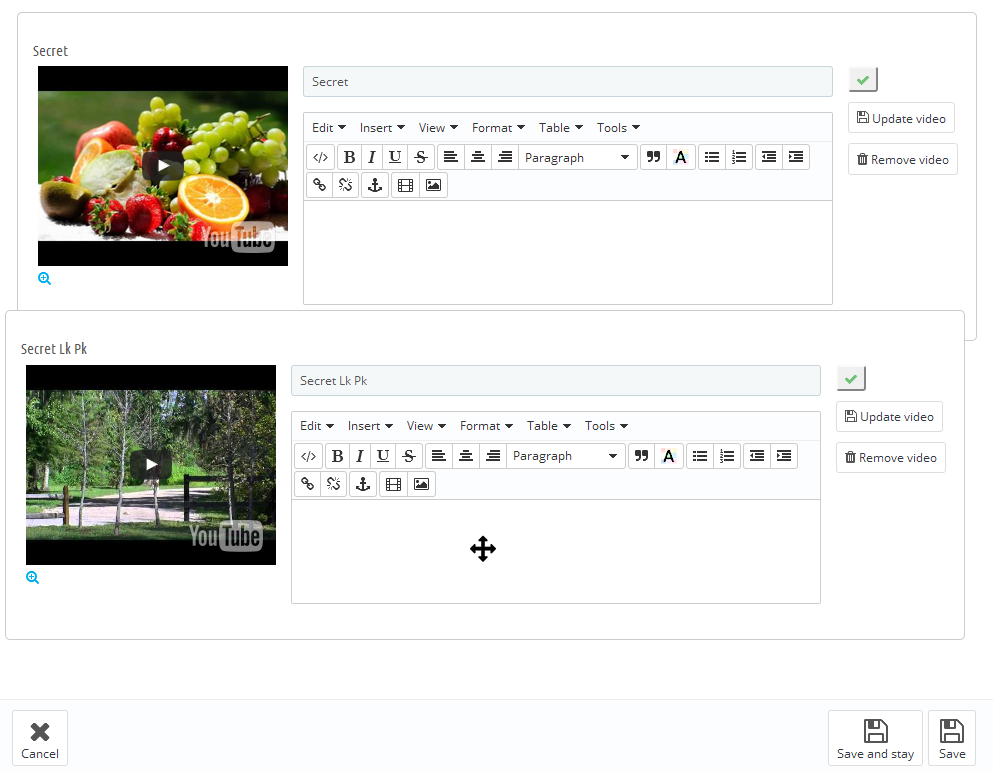 Secret
YouTube
Secret
Edit Insert View Format Table Tools
</> B I U S Paragraph A
Update video
Remove video
Secret Lk Pk
YouTube
Secret Lk Pk
Edit Insert View Format Table Tools
</> B I U S Paragraph A
Update video
Remove video
Cancel
Save and stay
Save